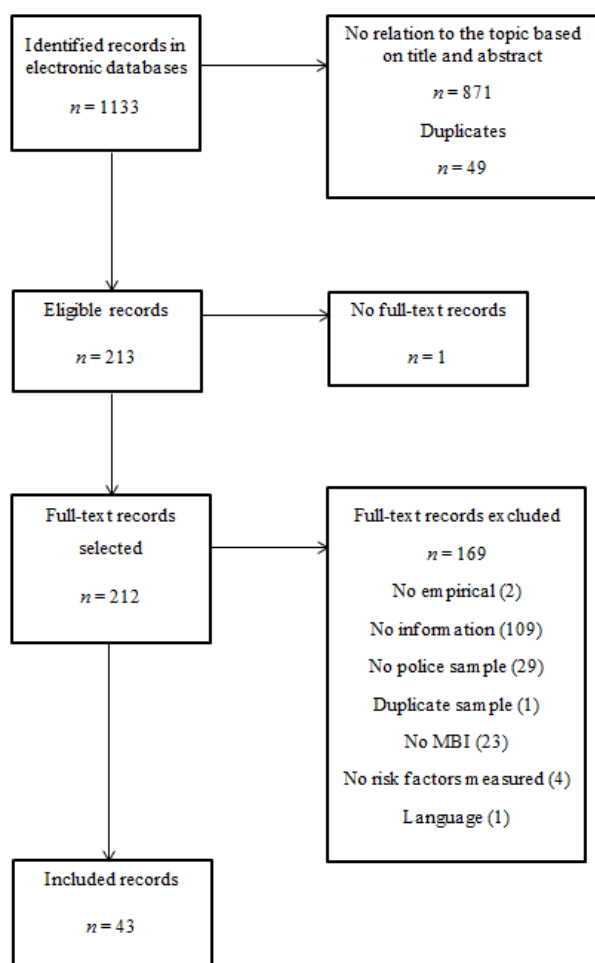 Identified records in
electronic databases
n = 1133
No relation to the topic based
on title and abstract
n = 871
Duplicates
n = 49
Eligible records
n = 213
No full-text records
n = 1
Full-text records
selected
n = 212
Full-text records excluded
n = 169
No empirical (2)
No information (109)
No police sample (29)
Duplicate sample (1)
No MBI (23)
No risk factors measured (4)
Language (1)
Included records
n = 43